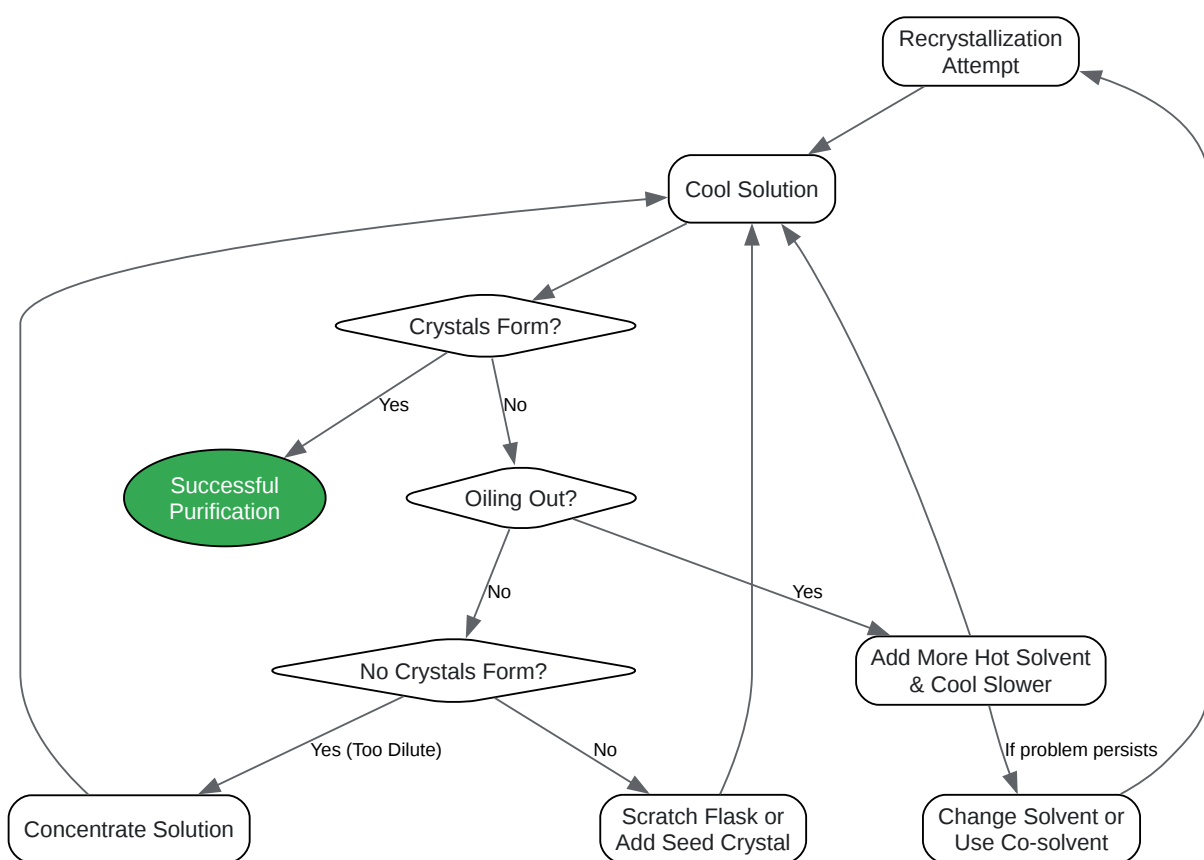 Recrystallization
Attempt
Cool Solution
Crystals Form?
Yes
No
Successful
Purification
Oiling Out?
No
Yes
No Crystals Form?
Add More Hot Solvent
& Cool Slower
Yes (Too Dilute)
No
If problem persists
Concentrate Solution
Scratch Flask or
Add Seed Crystal
Change Solvent or
Use Co-solvent